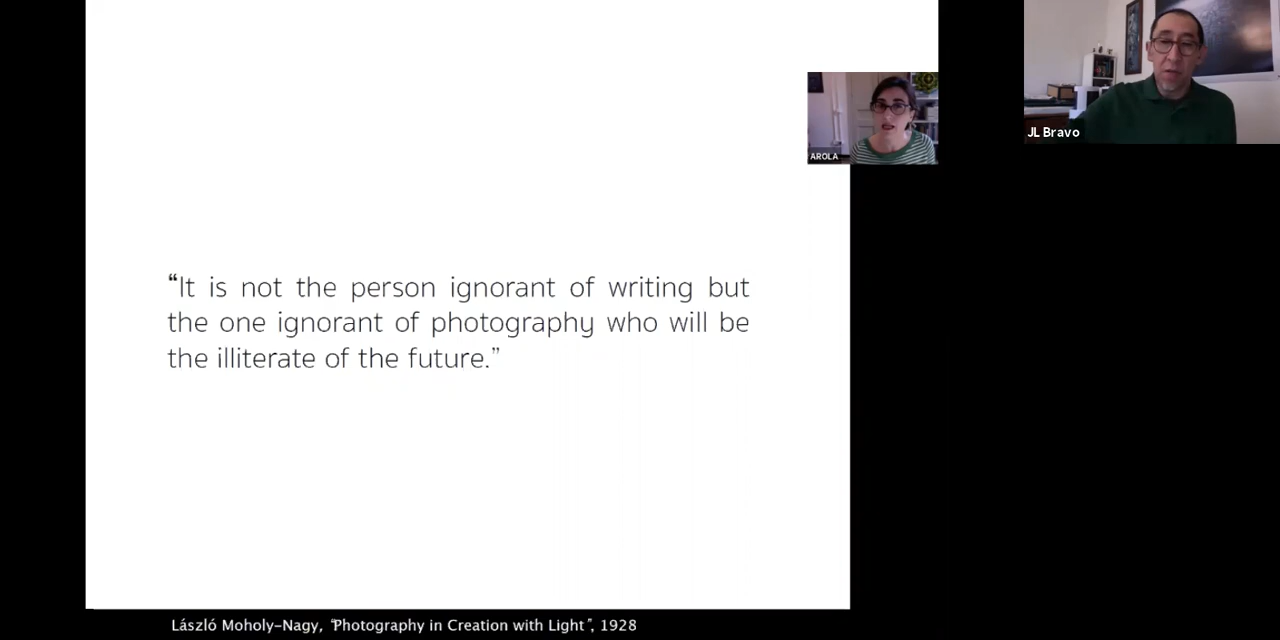 JL Bravo
AROLA
“It is not the person ignorant of writing but
the one ignorant of photography who will be
the illiterate of the future.”
László Moholy-Nagy, “Photography in Creation with Light”, 1928